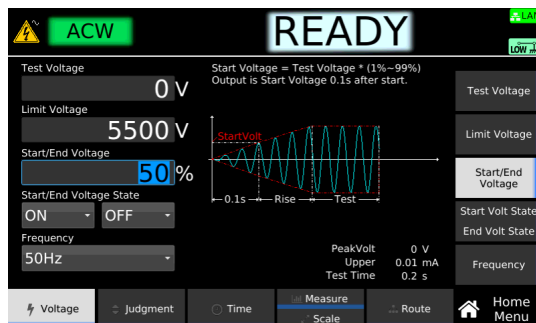 ACW
READY
LAN
LOW
Test Voltage
0 V
Limit Voltage
5500 V
Start/End Voltage
50 %
Start/End Voltage State
ON OFF
Frequency
50Hz
Start Voltage = Test Voltage * (1%~99%)
Output is Start Voltage 0.1s after start.
StartVolt
0.1s Rise Test
PeakVolt 0 V
Upper 0.01 mA
Test Time 0.2 s
Test Voltage
Limit Voltage
Start/End
Voltage
Start Volt State
End Volt State
Frequency
Voltage Judgment Time Measure Route Home
Scale Menu